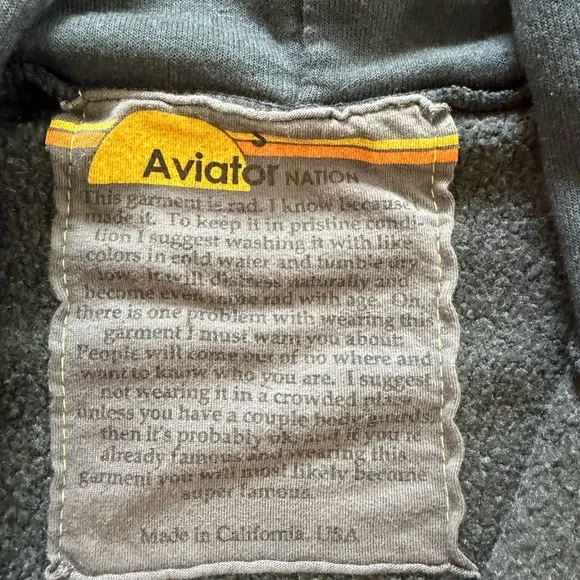 S
Aviator NATION
This garment is rad. I know because
made it. To keep it in pristine condi-
tion I suggest washing it with like
colors in cold water and tumble dry
low. It will distress naturally and
become even more rad with age. On
there is one problem with wearing this
garment I must warn you about:
People will come out of no where and
want to know who you are. I suggest
not wearing it in a crowded place
unless you have a couple body guards,
then it's probably ok, and if you're
already famous and wearing this
garment you will most likely become
super famous.
Made in California, USA